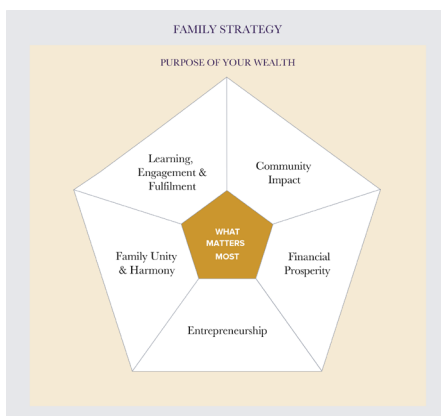 FAMILY STRATEGY
PURPOSE OF YOUR WEALTH
Learning,
Engagement &
Fulfilment
Community
Impact
WHAT
MATTERS
MOST
Family Unity
& Harmony
Financial
Prosperity
Entrepreneurship